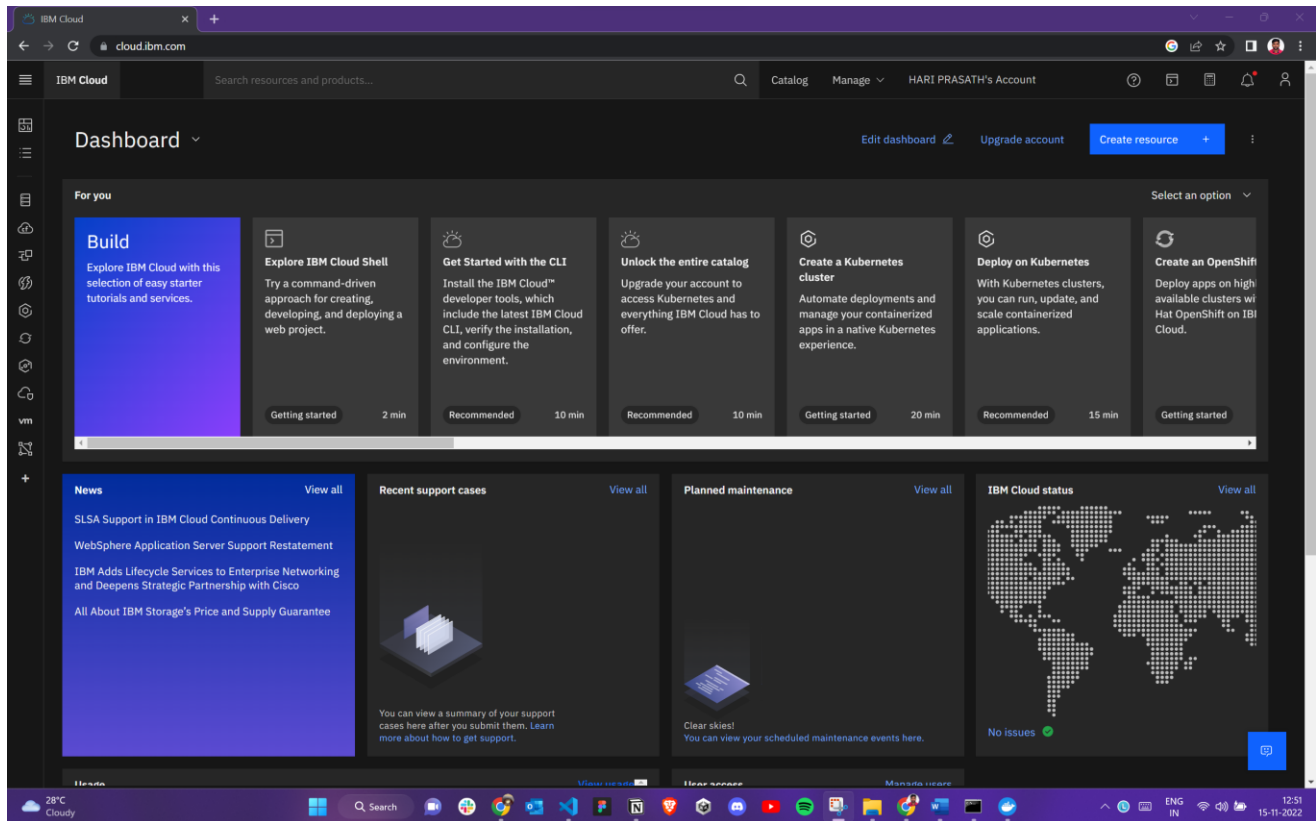 IBM Cloud
cloud.ibm.com
IBM Cloud
Search resources and products...
Catalog
Manage
HARI PRASATH's Account
Dashboard
Edit dashboard
Upgrade account
Create resource +
For you
Select an option
Build
Explore IBM Cloud with this
selection of easy starter
tutorials and services.
Explore IBM Cloud Shell
Try a command-driven
approach for creating,
developing, and deploying a
web project.
Getting started
2 min
Get Started with the CLI
Install the IBM Cloud™
developer tools, which
include the latest IBM Cloud
CLI, verify the installation,
and configure the
environment.
Recommended
10 min
Unlock the entire catalog
Upgrade your account to
access Kubernetes and
everything IBM Cloud has to
offer.
Recommended
10 min
Create a Kubernetes
cluster
Automate deployments and
manage your containerized
apps in a native Kubernetes
experience.
Getting started
20 min
Deploy on Kubernetes
With Kubernetes clusters,
you can run, update, and
scale containerized
applications.
Recommended
15 min
Create an OpenShift
Deploy apps on highl
available clusters wi
Hat OpenShift on IB
Cloud.
Getting started
vm
News
View all
SLSA Support in IBM Cloud Continuous Delivery
WebSphere Application Server Support Restatement
IBM Adds Lifecycle Services to Enterprise Networking
and Deepens Strategic Partnership with Cisco
All About IBM Storage's Price and Supply Guarantee
Recent support cases
View all
You can view a summary of your support
cases here after you submit them. Learn
more about how to get support.
Planned maintenance
View all
Clear skies!
You can view your scheduled maintenance events here.
IBM Cloud status
View all
No issues
Usage
View usage
User access
Manage users
28°C
Cloudy
Search
ENG
IN
12:51
15-11-2022